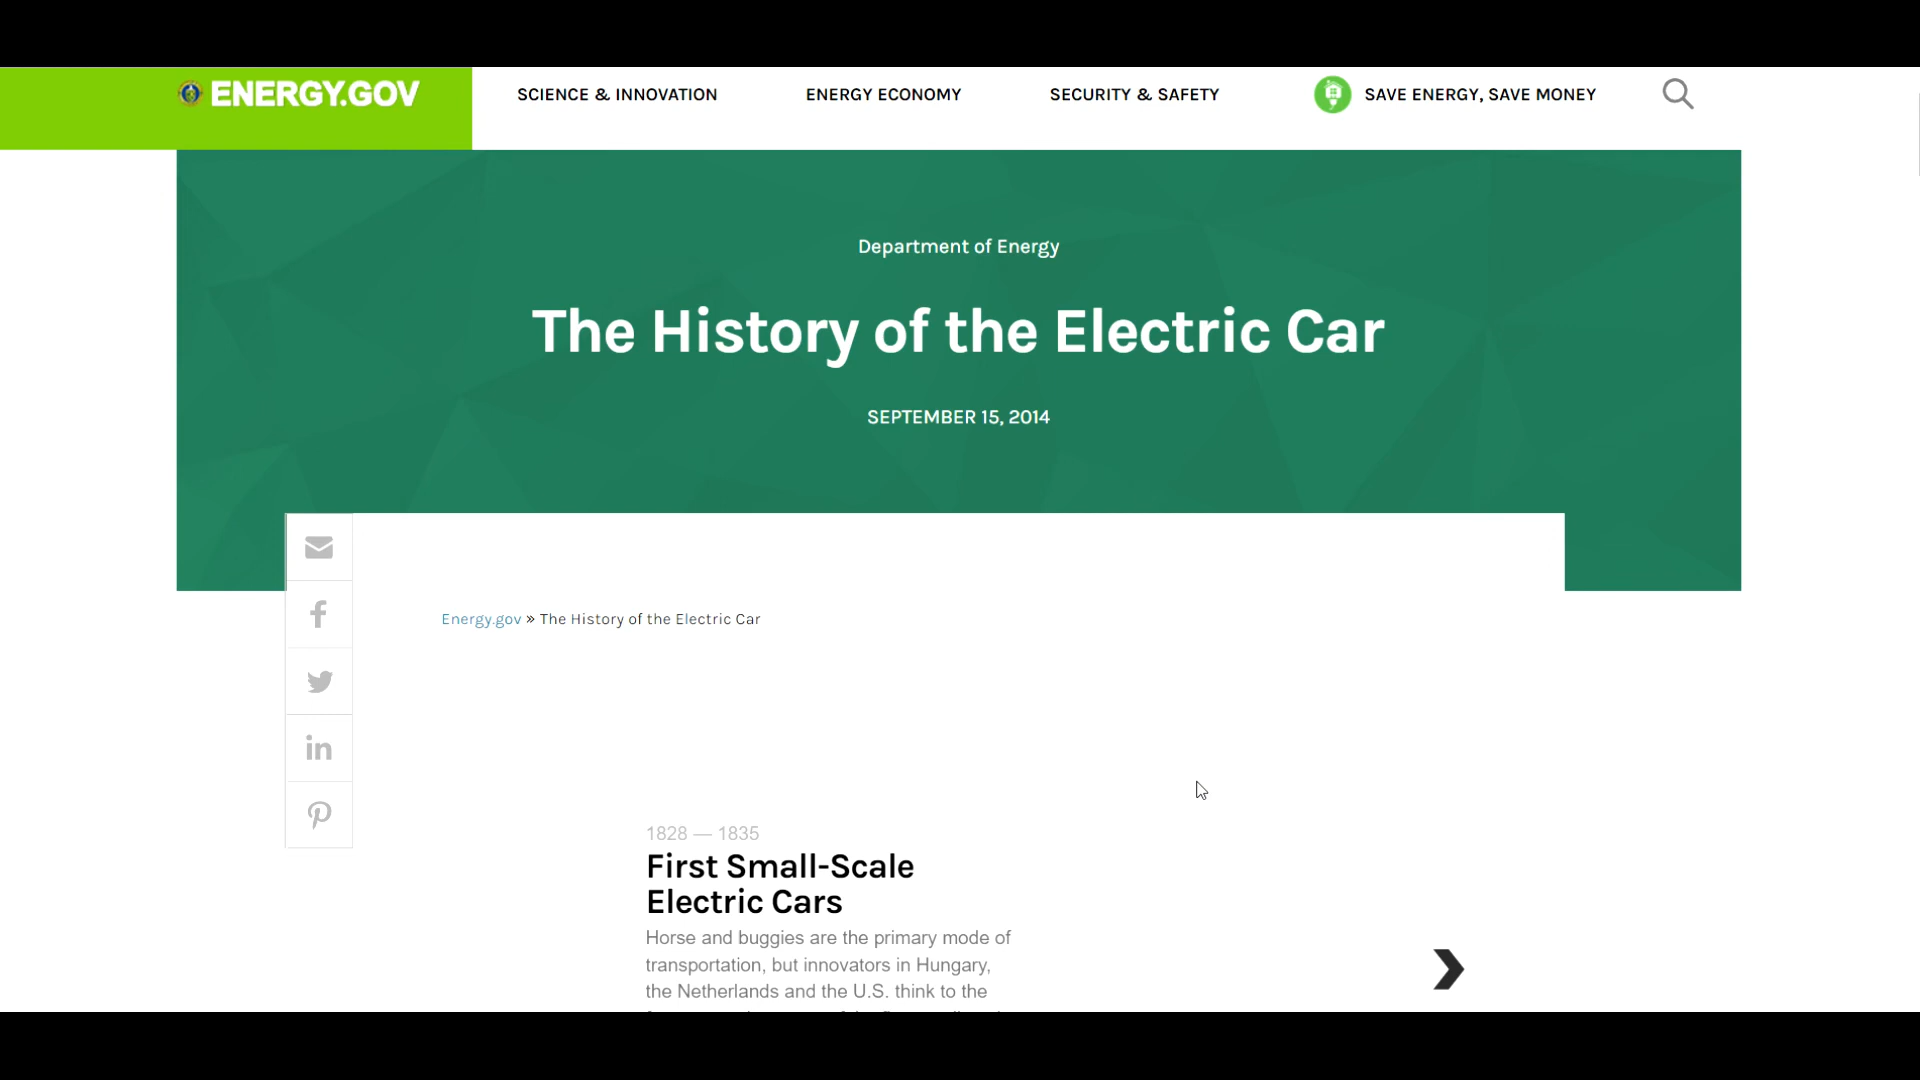 ENERGY.GOV
SCIENCE & INNOVATION
ENERGY ECONOMY
SECURITY & SAFETY
SAVE ENERGY, SAVE MONEY
Department of Energy
The History of the Electric Car
SEPTEMBER 15, 2014
Energy.gov » The History of the Electric Car
1828 — 1835
First Small-Scale
Electric Cars
Horse and buggies are the primary mode of
transportation, but innovators in Hungary,
the Netherlands and the U.S. think to the